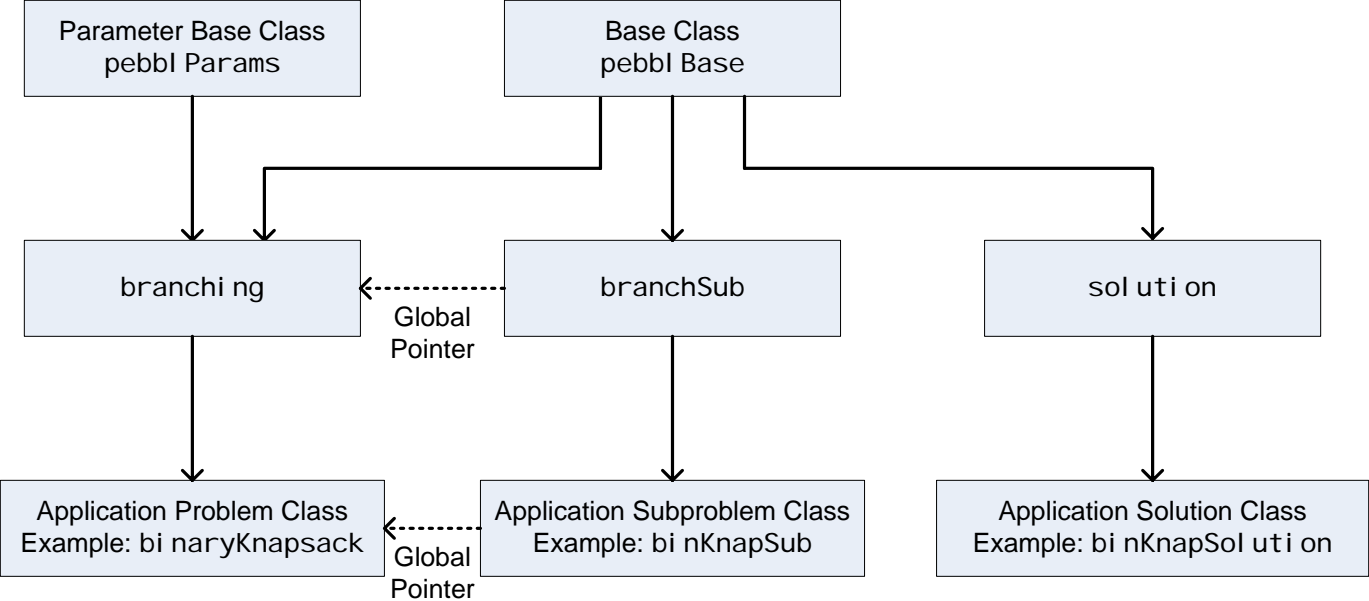 Parameter Base Class
pebblParams
Base Class
pebblBase
branching
branchSub
solution
Global
Pointer
Application Problem Class
Example: binaryKnapsack
Application Subproblem Class
Example: binKnapSub
Application Solution Class
Example: binKnapSolution
Global
Pointer